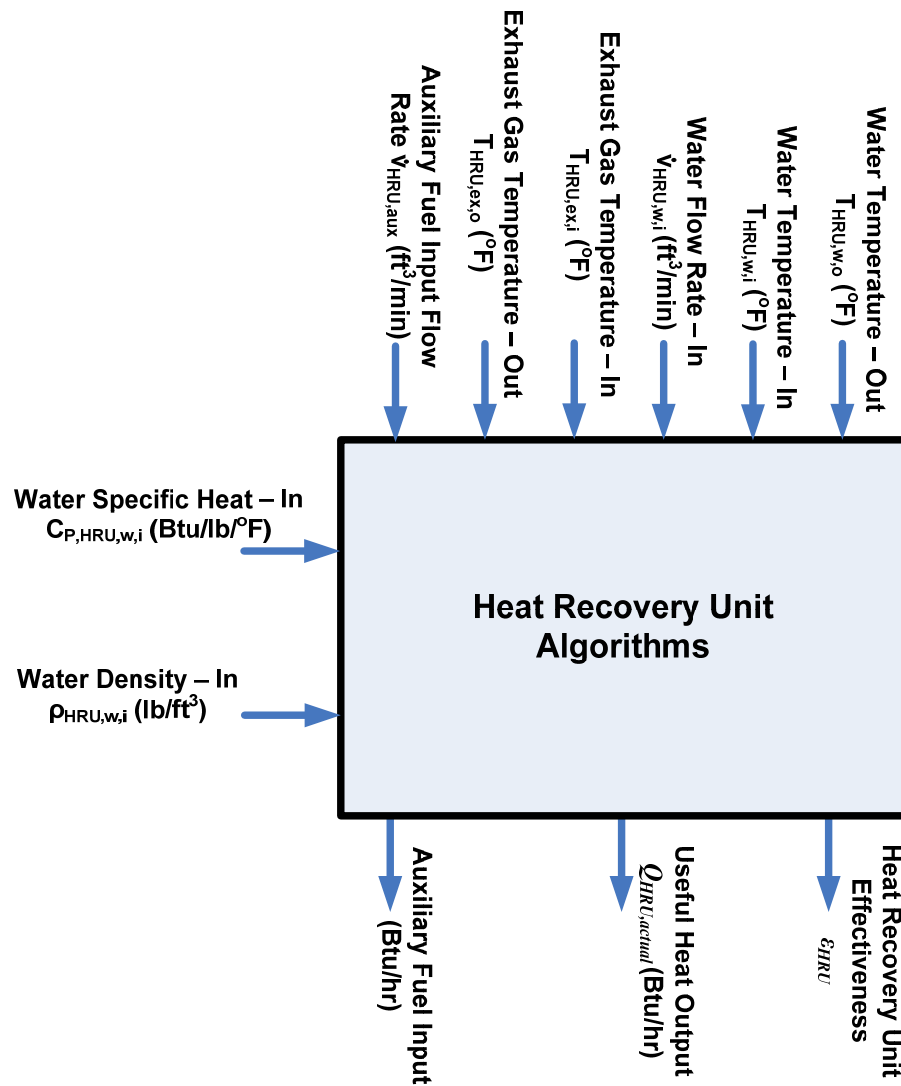 Auxiliary Fuel Input Flow
Rate v̇HRU,aux (ft³/min)
Exhaust Gas Temperature – Out
THRU,ex,o (°F)
Exhaust Gas Temperature – In
THRU,ex,i (°F)
Water Flow Rate – In
v̇HRU,w,i (ft³/min)
Water Temperature – In
THRU,w,i (°F)
Water Temperature – Out
THRU,w,o (°F)
Water Specific Heat – In
CP,HRU,w,i (Btu/lb/°F)
Water Density – In
ρHRU,w,i (lb/ft³)
Heat Recovery Unit
Algorithms
Auxiliary Fuel Input
(Btu/hr)
Useful Heat Output
QHRU,actual (Btu/hr)
Heat Recovery Unit
Effectiveness
εHRU